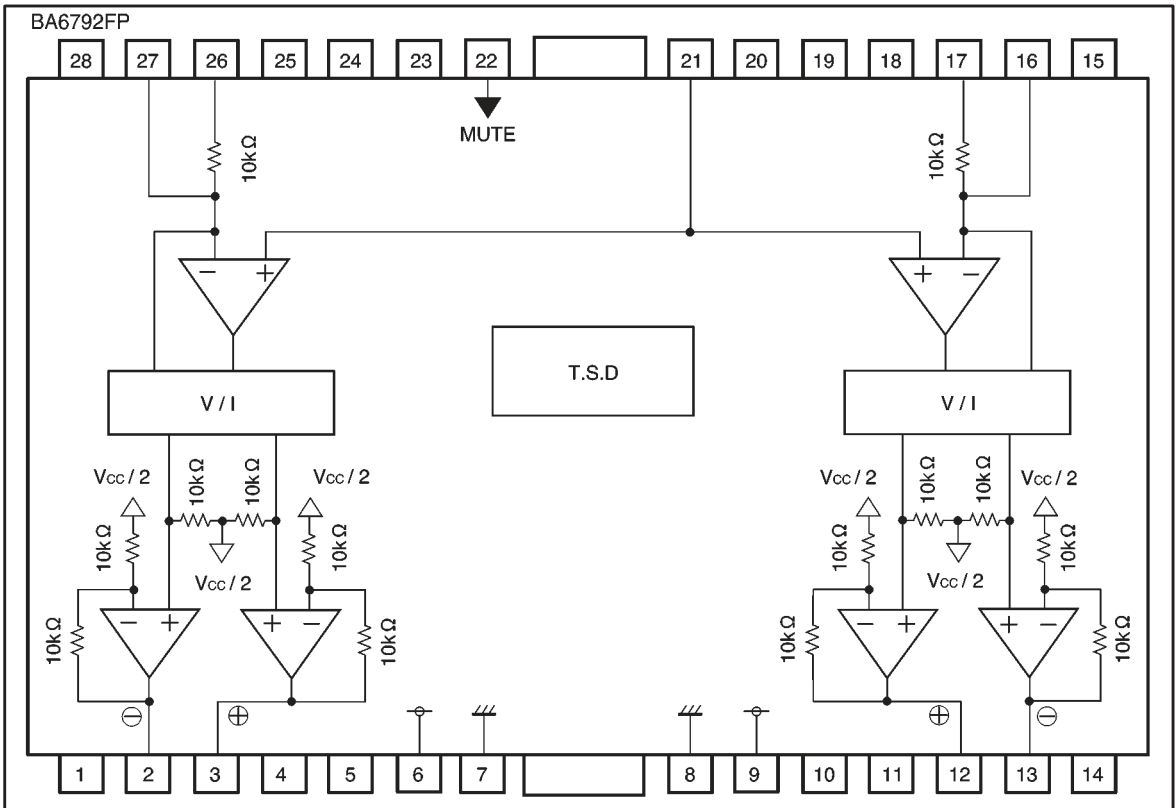 BA6792FP
28 27 26 25 24 23 22 21 20 19 18 17 16 15
MUTE
10kΩ 10kΩ
− + + −
T.S.D
V / I V / I
VCC / 2 10kΩ 10kΩ VCC / 2 VCC / 2 10kΩ 10kΩ VCC / 2
10kΩ VCC / 2 10kΩ 10kΩ VCC / 2 10kΩ
10kΩ − + + − 10kΩ 10kΩ − + + − 10kΩ
⊖ ⊕ ⊕ ⊖
1 2 3 4 5 6 7 8 9 10 11 12 13 14